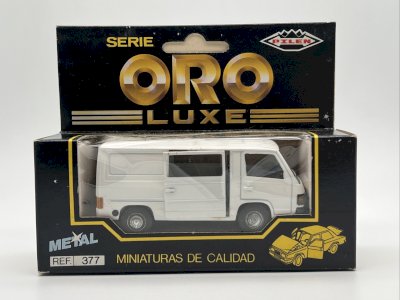 SERIE
PILEN
ORO
LUXE
METAL
REF. 377
MINIATURAS DE CALIDAD